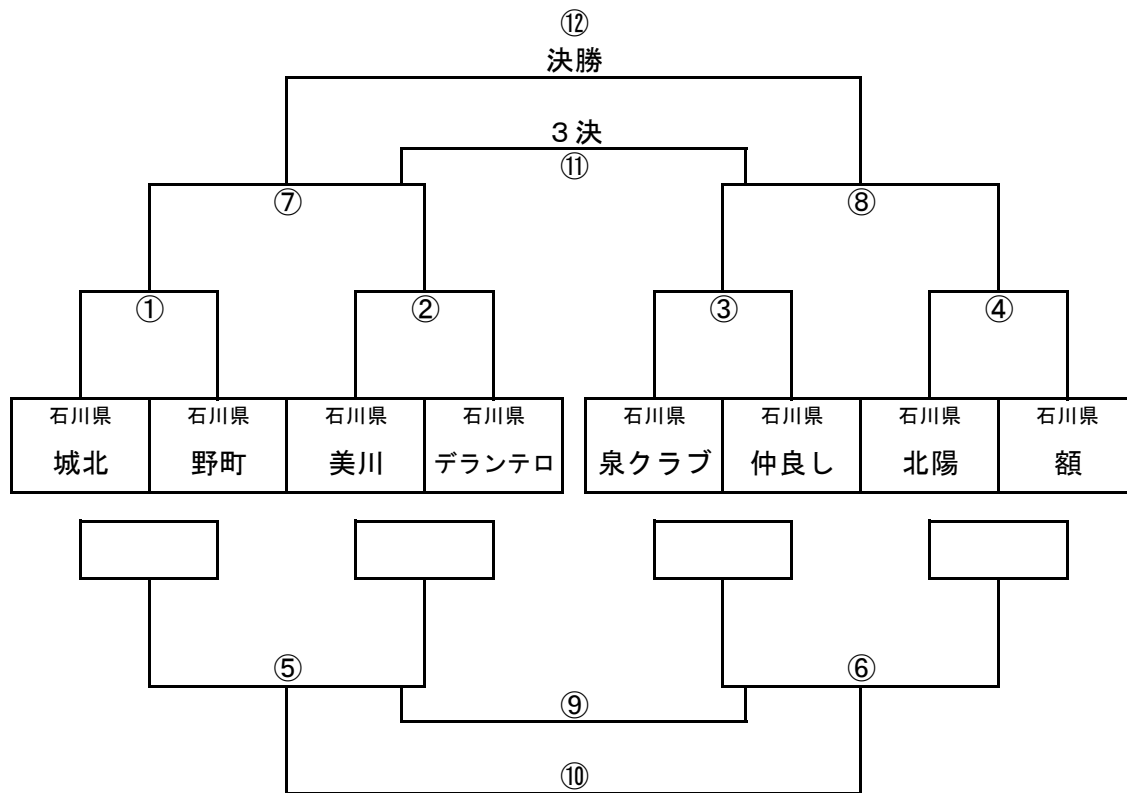 ⑫
決勝
３決
⑪
⑦ ⑧
① ② ③ ④
石川県 石川県 石川県 石川県 石川県 石川県 石川県 石川県
城北 野町 美川 デランテロ 泉クラブ 仲良し 北陽 額
⑤ ⑥
⑨
⑩